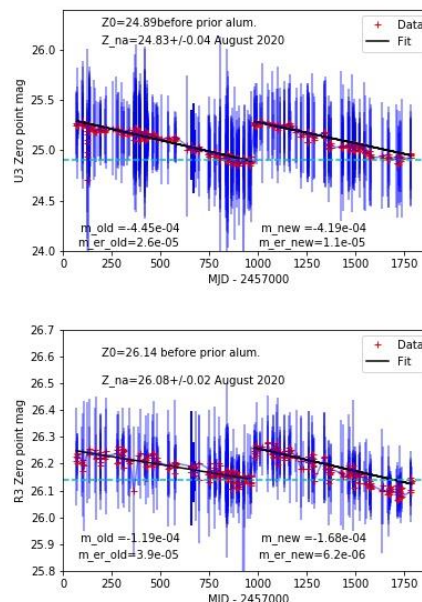 Z0=24.89before prior alum.
Z_na=24.83+/-0.04 August 2020
Data
Fit
26.0
25.5
25.0
24.5
24.0
U3 Zero point mag
m_old =-4.45e-04
m_er_old=2.6e-05
m_new =-4.19e-04
m_er_new=1.1e-05
0 250 500 750 1000 1250 1500 1750
MJD - 2457000
Z0=26.14 before prior alum.
Z_na=26.08+/-0.02 August 2020
Data
Fit
26.7
26.6
26.5
26.4
26.3
26.2
26.1
26.0
25.9
25.8
R3 Zero point mag
m_old =-1.19e-04
m_er_old=3.9e-05
m_new =-1.68e-04
m_er_new=6.2e-06
0 250 500 750 1000 1250 1500 1750
MJD - 2457000